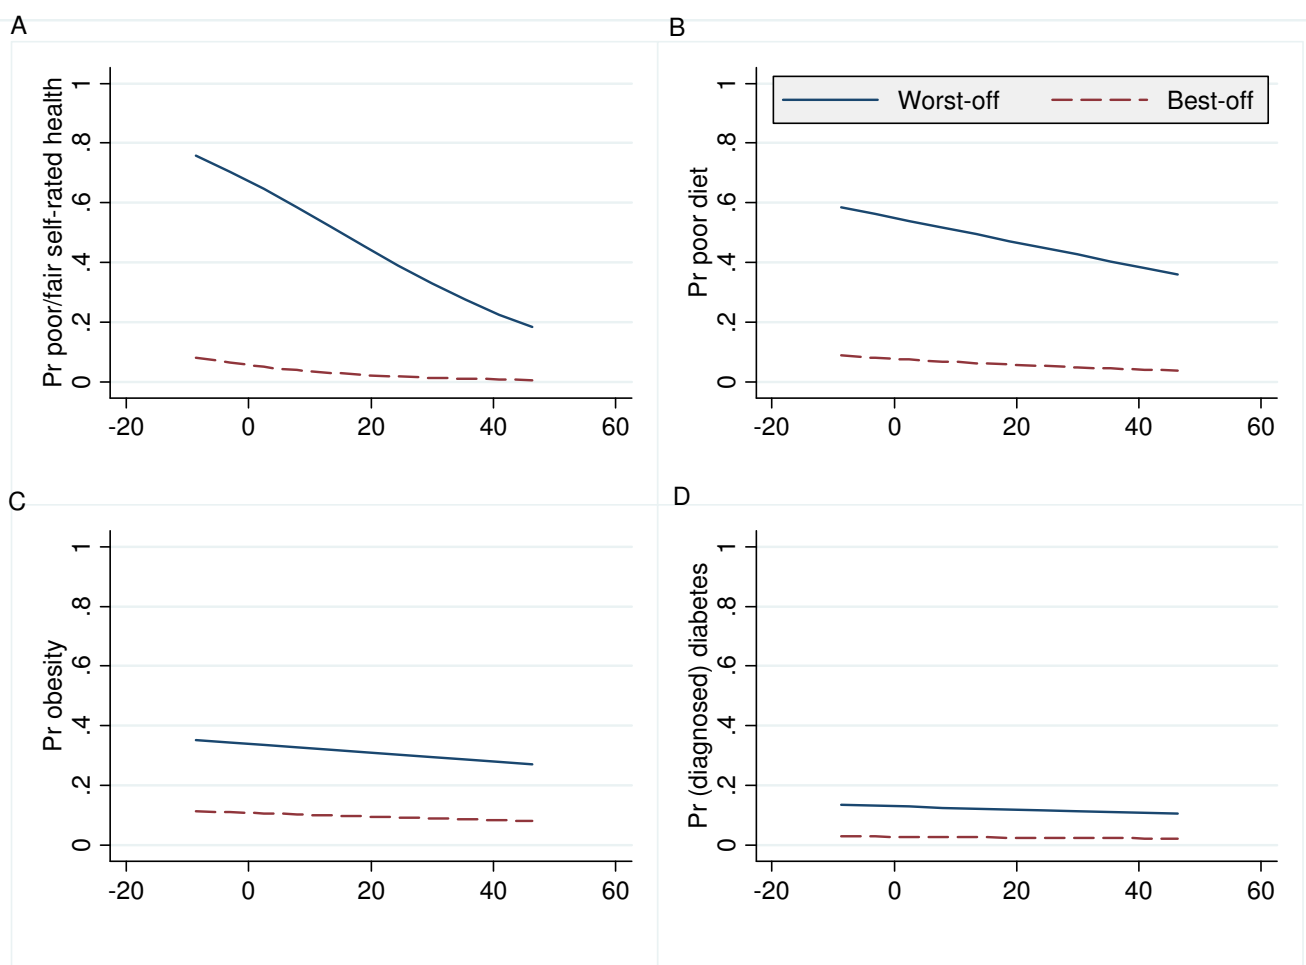 A
Pr poor/fair self-rated health
1
.8
.6
.4
.2
0
-20 0 20 40 60
B
Worst-off Best-off
Pr poor diet
1
.8
.6
.4
.2
0
-20 0 20 40 60
C
Pr obesity
1
.8
.6
.4
.2
0
-20 0 20 40 60
D
Pr (diagnosed) diabetes
1
.8
.6
.4
.2
0
-20 0 20 40 60